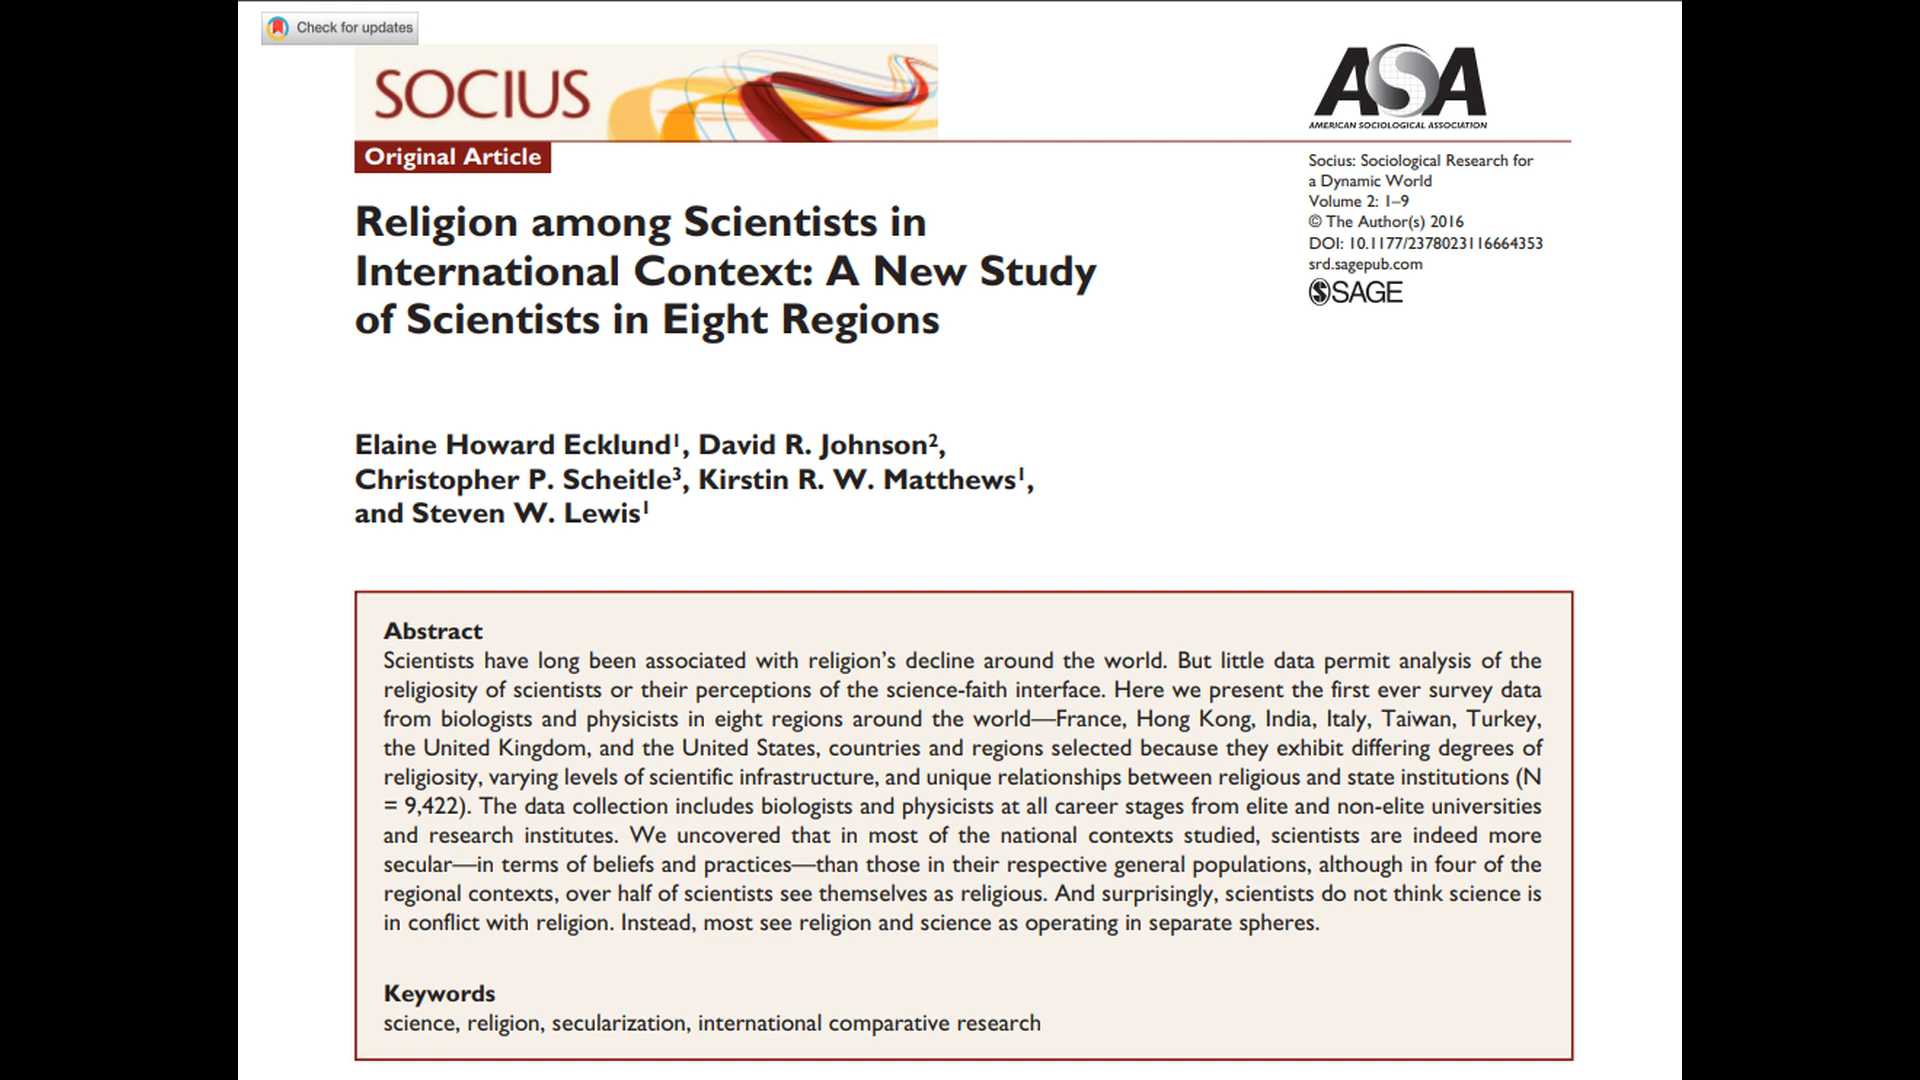 Check for updates
SOCIUS
ASA
AMERICAN SOCIOLOGICAL ASSOCIATION
Original Article
Socius: Sociological Research for
a Dynamic World
Volume 2: 1–9
© The Author(s) 2016
DOI: 10.1177/2378023116664353
srd.sagepub.com
SAGE
Religion among Scientists in
International Context: A New Study
of Scientists in Eight Regions
Elaine Howard Ecklund¹, David R. Johnson²,
Christopher P. Scheitle³, Kirstin R. W. Matthews¹,
and Steven W. Lewis¹
Abstract
Scientists have long been associated with religion’s decline around the world. But little data permit analysis of the
religiosity of scientists or their perceptions of the science-faith interface. Here we present the first ever survey data
from biologists and physicists in eight regions around the world—France, Hong Kong, India, Italy, Taiwan, Turkey,
the United Kingdom, and the United States, countries and regions selected because they exhibit differing degrees of
religiosity, varying levels of scientific infrastructure, and unique relationships between religious and state institutions (N
= 9,422). The data collection includes biologists and physicists at all career stages from elite and non-elite universities
and research institutes. We uncovered that in most of the national contexts studied, scientists are indeed more
secular—in terms of beliefs and practices—than those in their respective general populations, although in four of the
regional contexts, over half of scientists see themselves as religious. And surprisingly, scientists do not think science is
in conflict with religion. Instead, most see religion and science as operating in separate spheres.
Keywords
science, religion, secularization, international comparative research